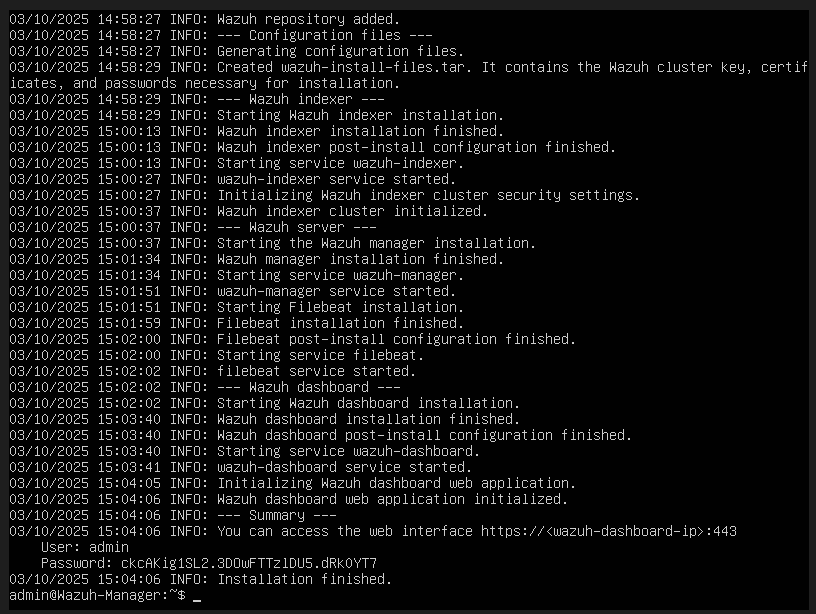 03/10/2025 14:58:27 INFO: Wazuh repository added.
03/10/2025 14:58:27 INFO: --- Configuration files ---
03/10/2025 14:58:27 INFO: Generating configuration files.
03/10/2025 14:58:29 INFO: Created wazuh-install-files.tar. It contains the Wazuh cluster key, certif
icates, and passwords necessary for installation.
03/10/2025 14:58:29 INFO: --- Wazuh indexer ---
03/10/2025 14:58:29 INFO: Starting Wazuh indexer installation.
03/10/2025 15:00:13 INFO: Wazuh indexer installation finished.
03/10/2025 15:00:13 INFO: Wazuh indexer post-install configuration finished.
03/10/2025 15:00:13 INFO: Starting service wazuh-indexer.
03/10/2025 15:00:27 INFO: wazuh-indexer service started.
03/10/2025 15:00:27 INFO: Initializing Wazuh indexer cluster security settings.
03/10/2025 15:00:37 INFO: Wazuh indexer cluster initialized.
03/10/2025 15:00:37 INFO: --- Wazuh server ---
03/10/2025 15:00:37 INFO: Starting the Wazuh manager installation.
03/10/2025 15:01:34 INFO: Wazuh manager installation finished.
03/10/2025 15:01:34 INFO: Starting service wazuh-manager.
03/10/2025 15:01:51 INFO: wazuh-manager service started.
03/10/2025 15:01:51 INFO: Starting Filebeat installation.
03/10/2025 15:01:59 INFO: Filebeat installation finished.
03/10/2025 15:02:00 INFO: Filebeat post-install configuration finished.
03/10/2025 15:02:00 INFO: Starting service filebeat.
03/10/2025 15:02:02 INFO: filebeat service started.
03/10/2025 15:02:02 INFO: --- Wazuh dashboard ---
03/10/2025 15:02:02 INFO: Starting Wazuh dashboard installation.
03/10/2025 15:03:40 INFO: Wazuh dashboard installation finished.
03/10/2025 15:03:40 INFO: Wazuh dashboard post-install configuration finished.
03/10/2025 15:03:40 INFO: Starting service wazuh-dashboard.
03/10/2025 15:03:41 INFO: wazuh-dashboard service started.
03/10/2025 15:04:05 INFO: Initializing Wazuh dashboard web application.
03/10/2025 15:04:06 INFO: Wazuh dashboard web application initialized.
03/10/2025 15:04:06 INFO: --- Summary ---
03/10/2025 15:04:06 INFO: You can access the web interface https://<wazuh-dashboard-ip>:443
    User: admin
    Password: ckcAKig1SL2.3DOwFTTzlDU5.dRk0YT7
03/10/2025 15:04:06 INFO: Installation finished.
admin@Wazuh-Manager:~$ _